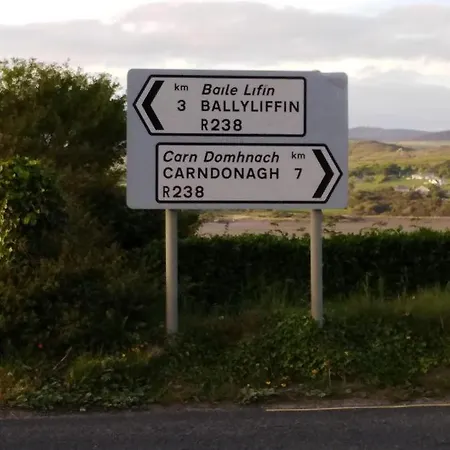 km Baile Lifin
3 BALLYLIFFIN
R238
Carn Domhnach km
CARNDONAGH 7
R238